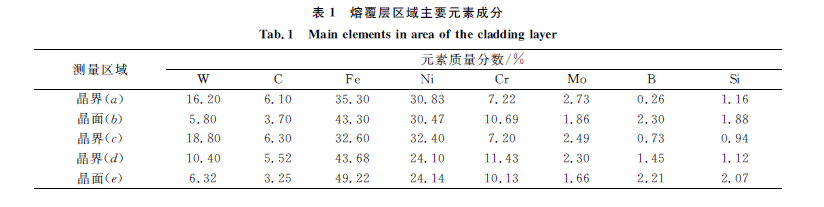 表 1 熔覆层区域主要元素成分
Tab. 1 Main elements in area of the cladding layer
测量区域 元素质量分数/%
W C Fe Ni Cr Mo B Si
晶界(a) 16.20 6.10 35.30 30.83 7.22 2.73 0.26 1.16
晶面(b) 5.80 3.70 43.30 30.47 10.69 1.86 2.30 1.88
晶界(c) 18.80 6.30 32.60 32.40 7.20 2.49 0.73 0.94
晶界(d) 10.40 5.52 43.68 24.10 11.43 2.30 1.45 1.12
晶面(e) 6.32 3.25 49.22 24.14 10.13 1.66 2.21 2.07